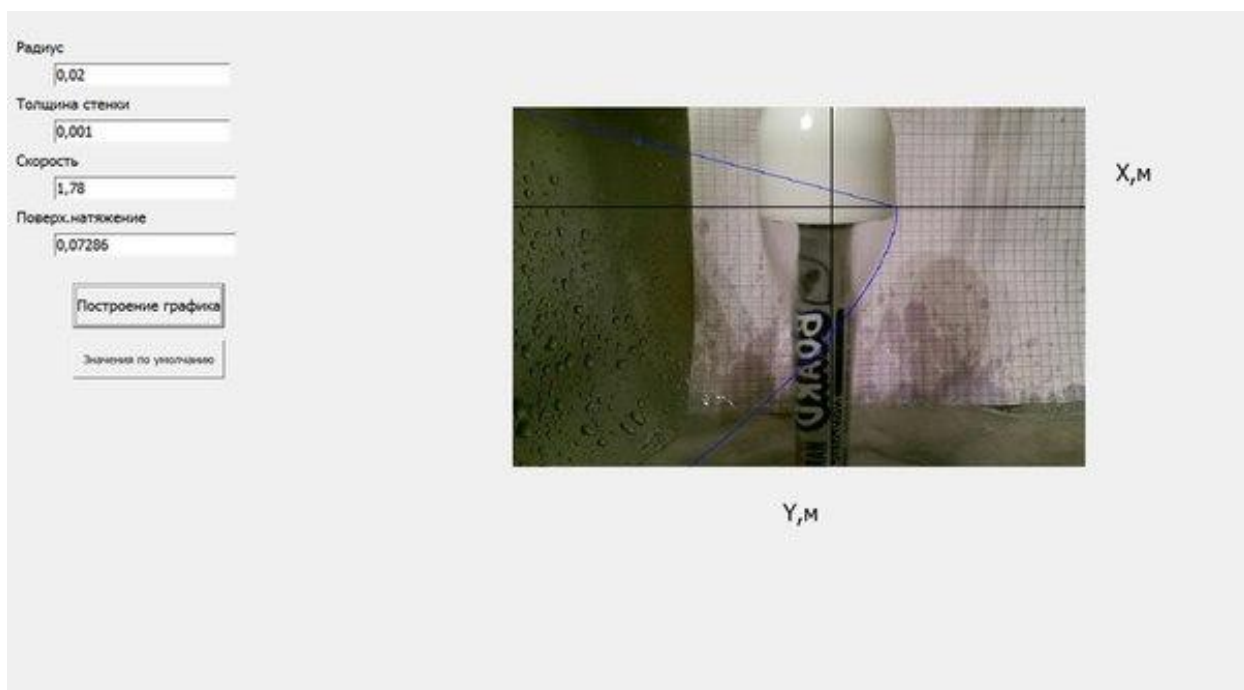 Радиус
0,02
Толщина стенки
0,001
Скорость
1,78
Поверх.натяжение
0,07286
Построение графика
Значения по умолчанию
X,м
Y,м